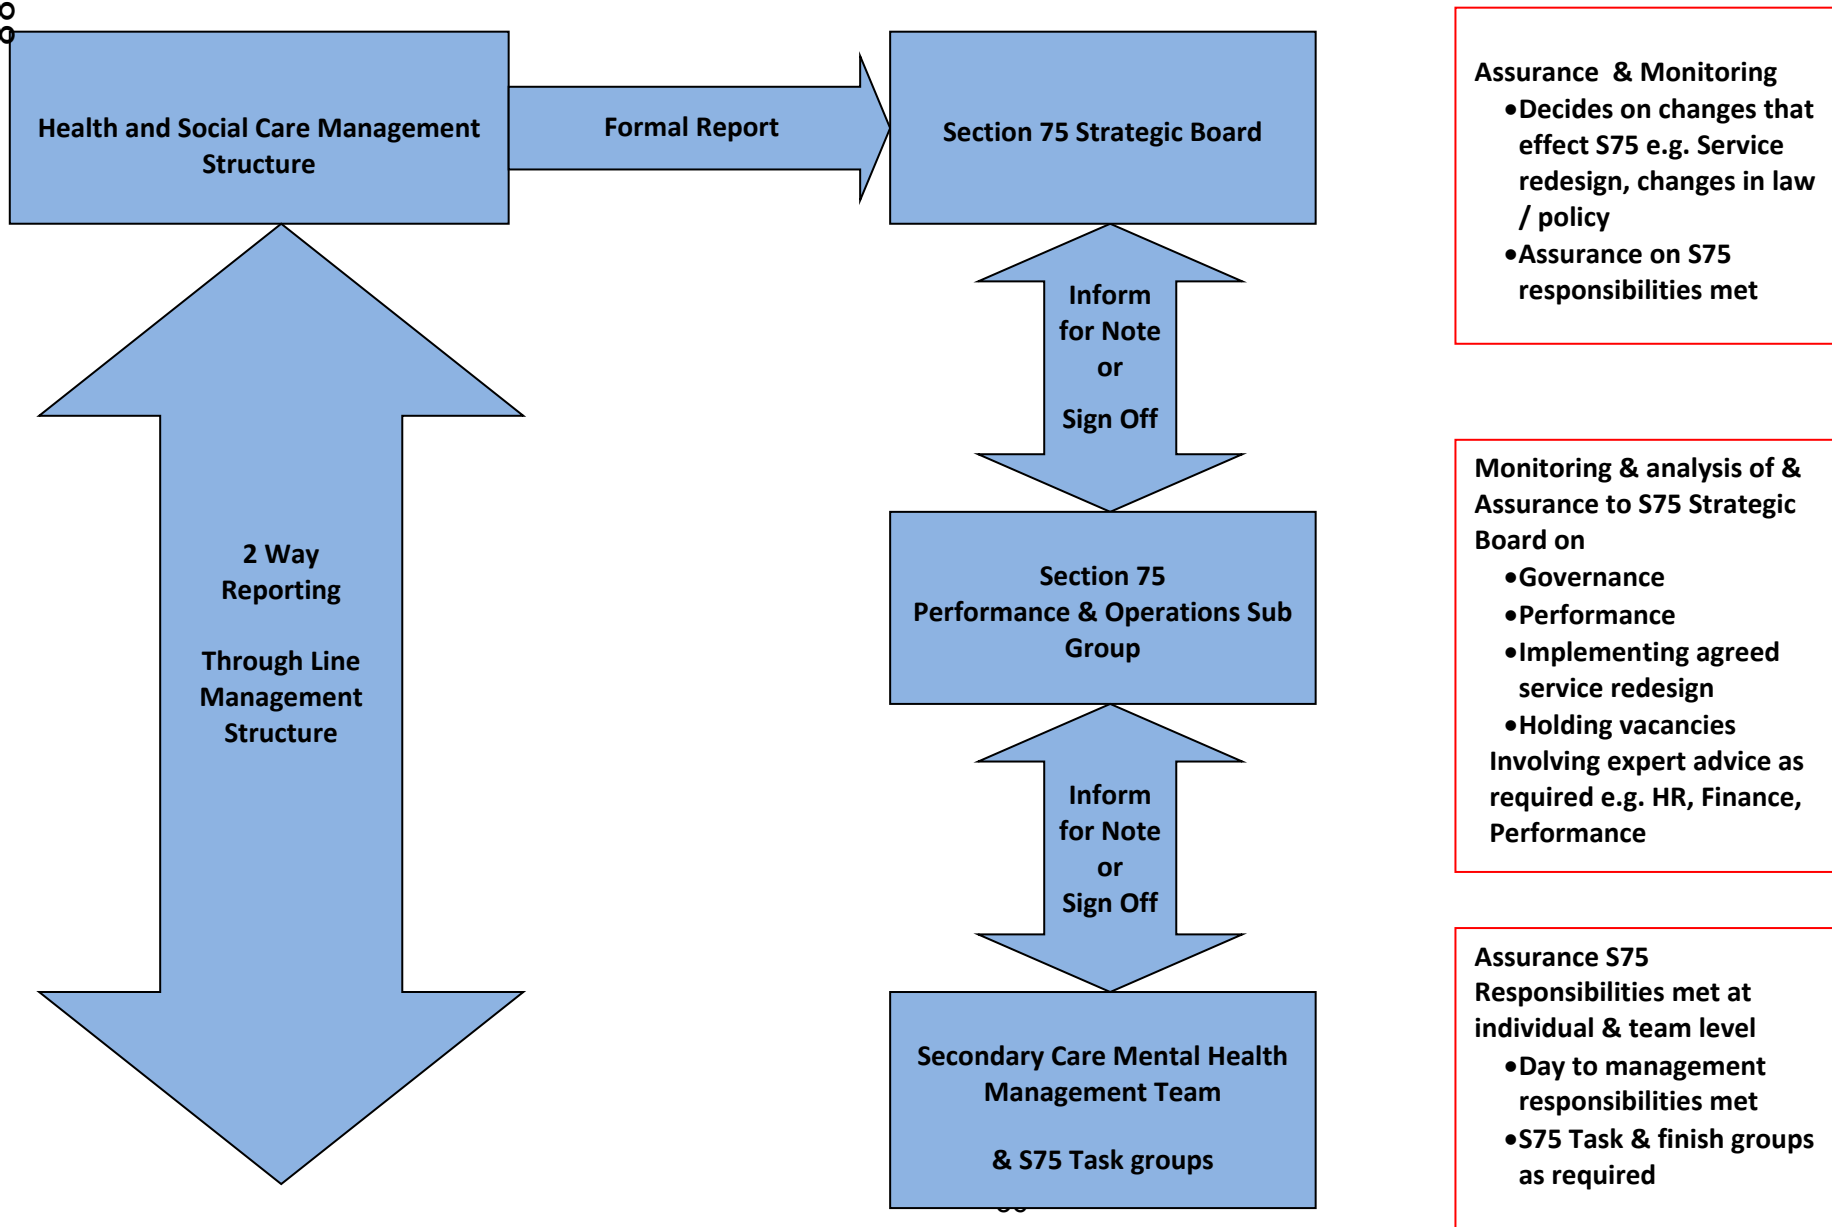 Health and Social Care Management
Structure
Formal Report
Section 75 Strategic Board
Assurance & Monitoring
•Decides on changes that
effect S75 e.g. Service
redesign, changes in law
/ policy
•Assurance on S75
responsibilities met
Inform
for Note
or
Sign Off
2 Way
Reporting
Through Line
Management
Structure
Section 75
Performance & Operations Sub
Group
Monitoring & analysis of &
Assurance to S75 Strategic
Board on
•Governance
•Performance
•Implementing agreed
service redesign
•Holding vacancies
Involving expert advice as
required e.g. HR, Finance,
Performance
Inform
for Note
or
Sign Off
Secondary Care Mental Health
Management Team
& S75 Task groups
Assurance S75
Responsibilities met at
individual & team level
•Day to management
responsibilities met
•S75 Task & finish groups
as required